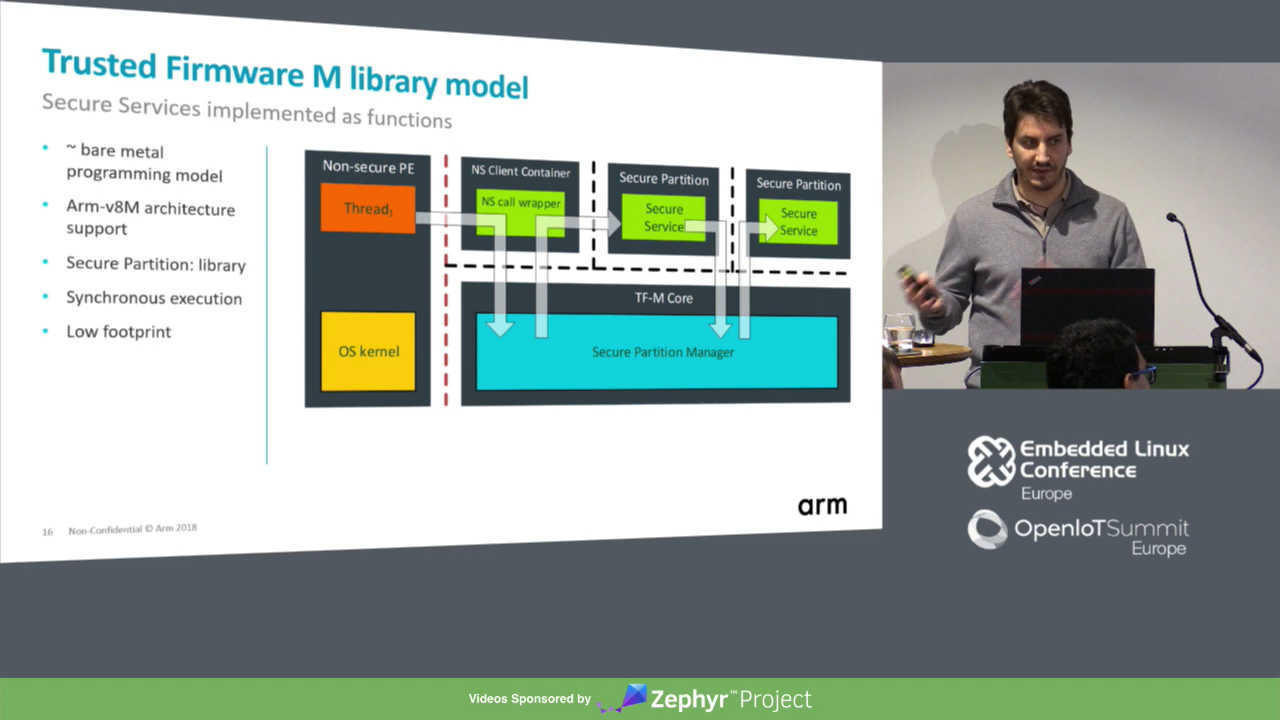 Trusted Firmware M library model
Secure Services implemented as functions
• ~ bare metal
programming model
• Arm-v8M architecture
support
• Secure Partition: library
• Synchronous execution
• Low footprint
Non-secure PE
Thread1
OS kernel
NS Client Container
NS call wrapper
Secure Partition
Secure
Service
Secure Partition
Secure
Service
TF-M Core
Secure Partition Manager
16 Non-Confidential © Arm 2018
arm
Embedded Linux
Conference
Europe
OpenIoTSummit
Europe
Videos Sponsored by Zephyr™Project